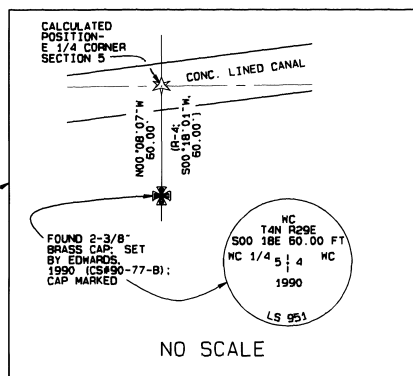 CALCULATED
POSITION-
E 1/4 CORNER
SECTION 5
CONC. LINED CANAL
N00°08'07"W
60.00'
(R-4;
S00°18'01"W,
60.00')
FOUND 2-3/8"
BRASS CAP; SET
BY EDWARDS,
1990 (CS#90-77-B);
CAP MARKED
WC
T4N R29E
S00 18E 60.00 FT
WC 1/4 5 4 WC
1990
LS 951
NO SCALE